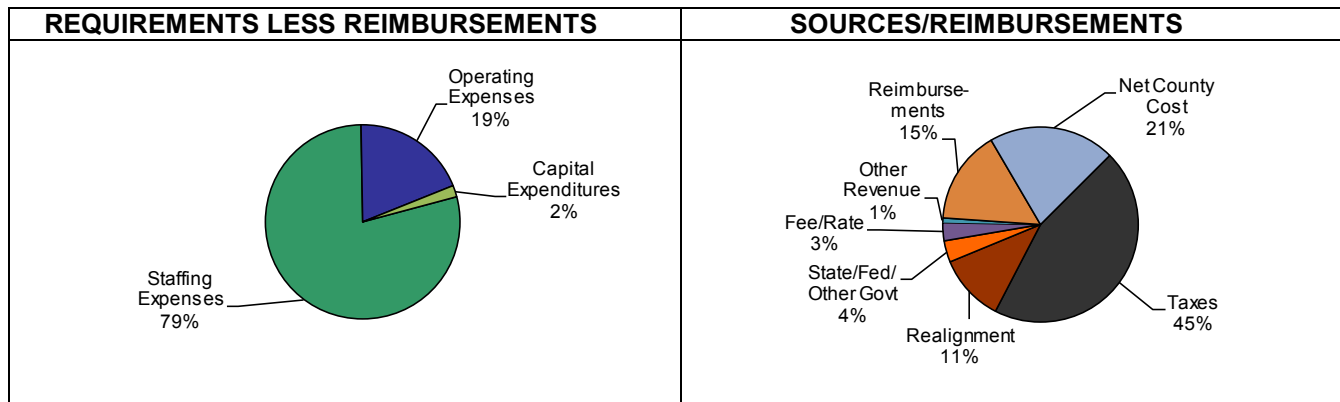 REQUIREMENTS LESS REIMBURSEMENTS
Operating
Expenses
19%
Capital
Expenditures
2%
Staffing
Expenses
79%
SOURCES/REIMBURSEMENTS
Reimburse-
ments
15%
Net County
Cost
21%
Other
Revenue
1%
Fee/Rate
3%
State/Fed/
Other Govt
4%
Realignment
11%
Taxes
45%